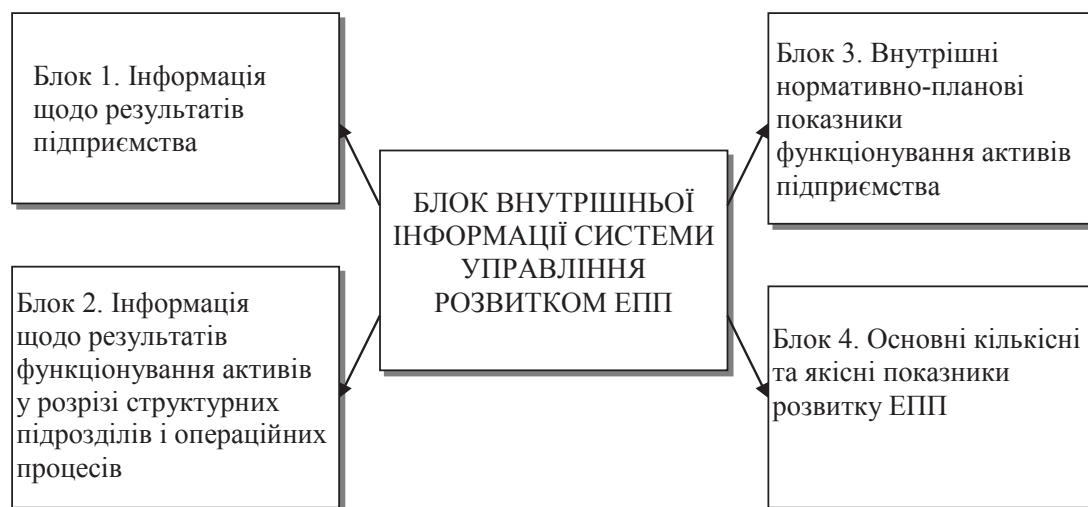 Блок 1. Інформація
щодо результатів
підприємства
Блок 2. Інформація
щодо результатів
функціонування активів
у розрізі структурних
підрозділів і операційних
процесів
БЛОК ВНУТРІШНЬОЇ
ІНФОРМАЦІЇ СИСТЕМИ
УПРАВЛІННЯ
РОЗВИТКОМ ЕПП
Блок 3. Внутрішні
нормативно-планові
показники
функціонування активів
підприємства
Блок 4. Основні кількісні
та якісні показники
розвитку ЕПП